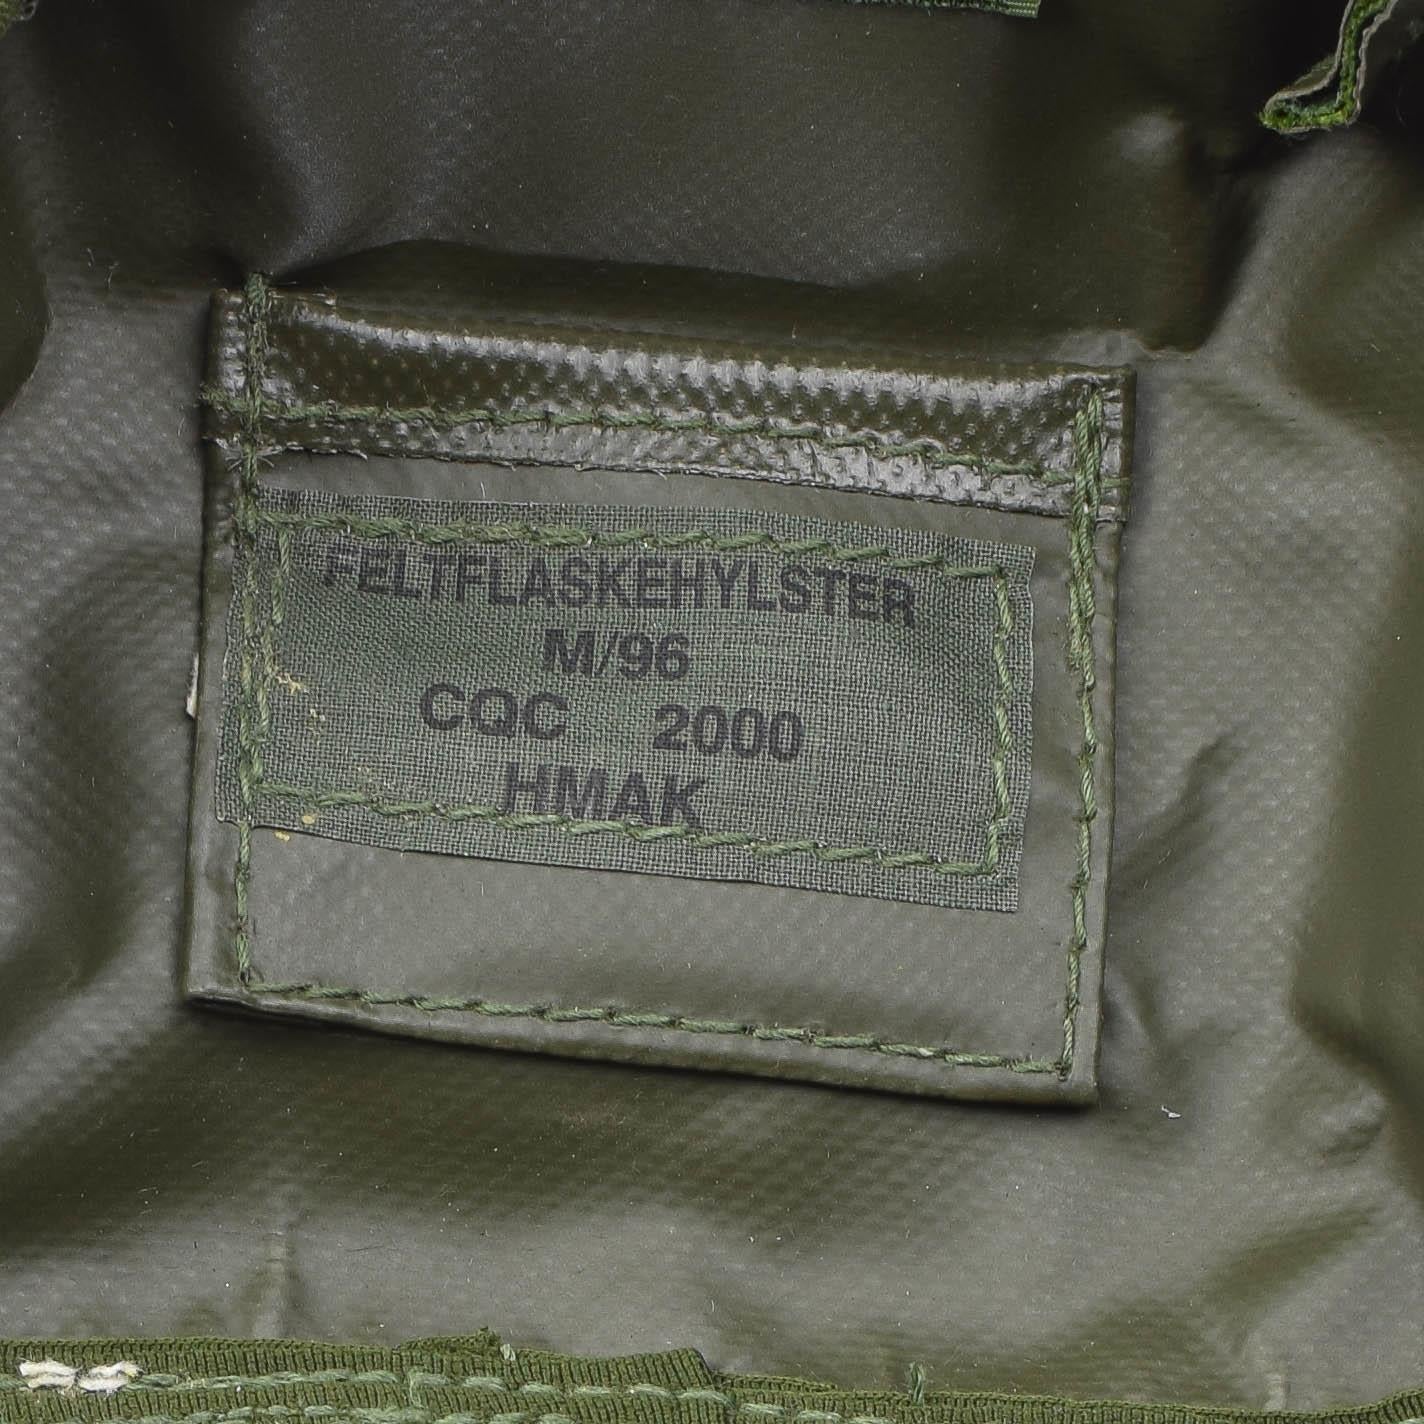 FELTFLASKEHYLSTER
M/96
CQC 2000
HMAK